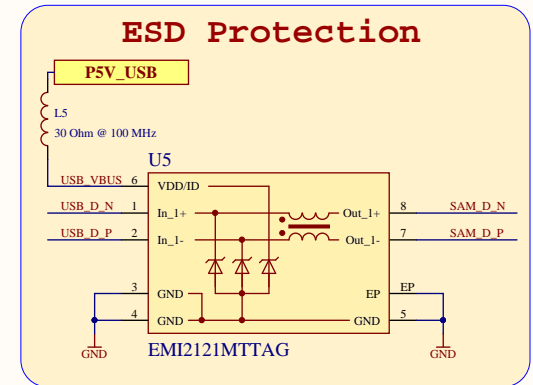 ESD Protection
P5V_USB
L5
30 Ohm @ 100 MHz
U5
USB_VBUS 6 VDD/ID
USB_D_N 1 In_1+ Out_1+ 8 SAM_D_N
USB_D_P 2 In_1- Out_1- 7 SAM_D_P
3 GND EP EP
4 GND GND 5
GND EMI2121MTTAG GND